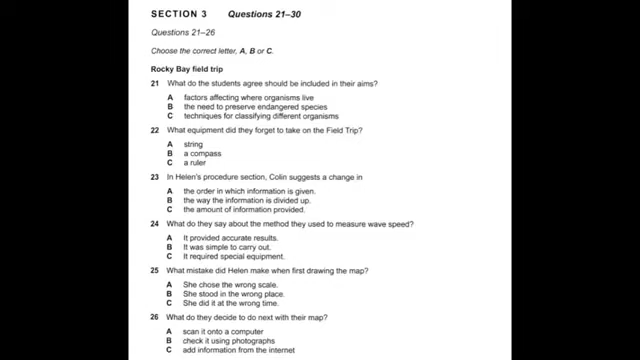 SECTION 3 Questions 21–30
Questions 21–26
Choose the correct letter, A, B or C.
Rocky Bay field trip
21 What do the students agree should be included in their aims?
A factors affecting where organisms live
B the need to preserve endangered species
C techniques for classifying different organisms
22 What equipment did they forget to take on the Field Trip?
A string
B a compass
C a ruler
23 In Helen's procedure section, Colin suggests a change in
A the order in which information is given.
B the way the information is divided up.
C the amount of information provided.
24 What do they say about the method they used to measure wave speed?
A It provided accurate results.
B It was simple to carry out.
C It required special equipment.
25 What mistake did Helen make when first drawing the map?
A She chose the wrong scale.
B She stood in the wrong place.
C She did it at the wrong time.
26 What do they decide to do next with their map?
A scan it onto a computer
B check it using photographs
C add information from the internet